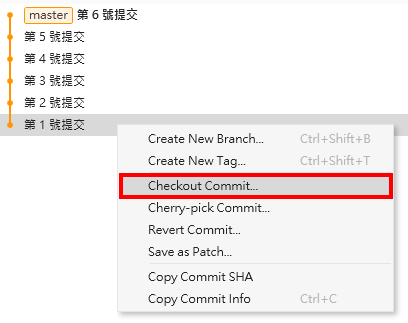 master 第 6 號提交
第 5 號提交
第 4 號提交
第 3 號提交
第 2 號提交
第 1 號提交
Create New Branch... Ctrl+Shift+B
Create New Tag... Ctrl+Shift+T
Checkout Commit...
Cherry-pick Commit...
Revert Commit...
Save as Patch...
Copy Commit SHA
Copy Commit Info Ctrl+C